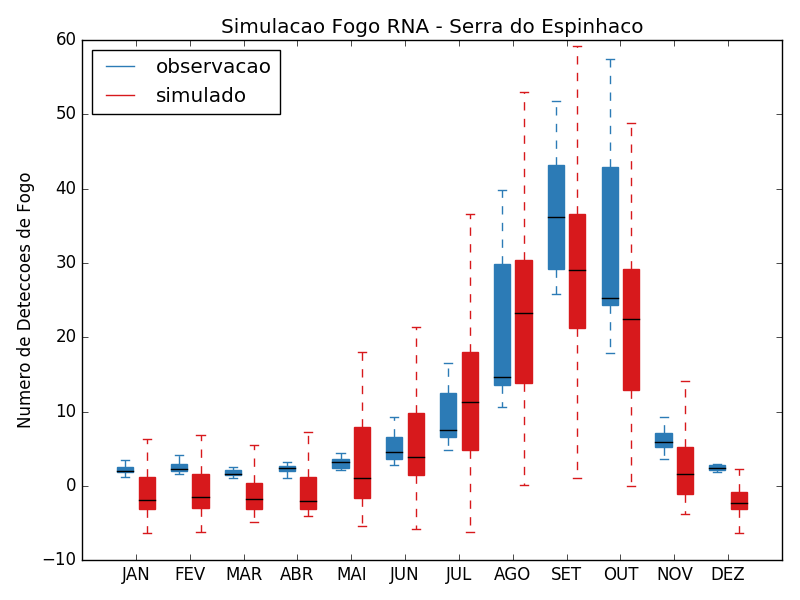 Simulacao Fogo RNA - Serra do Espinhaco
observacao
simulado
Numero de Deteccoes de Fogo
60
50
40
30
20
10
0
−10
JAN FEV MAR ABR MAI JUN JUL AGO SET OUT NOV DEZ